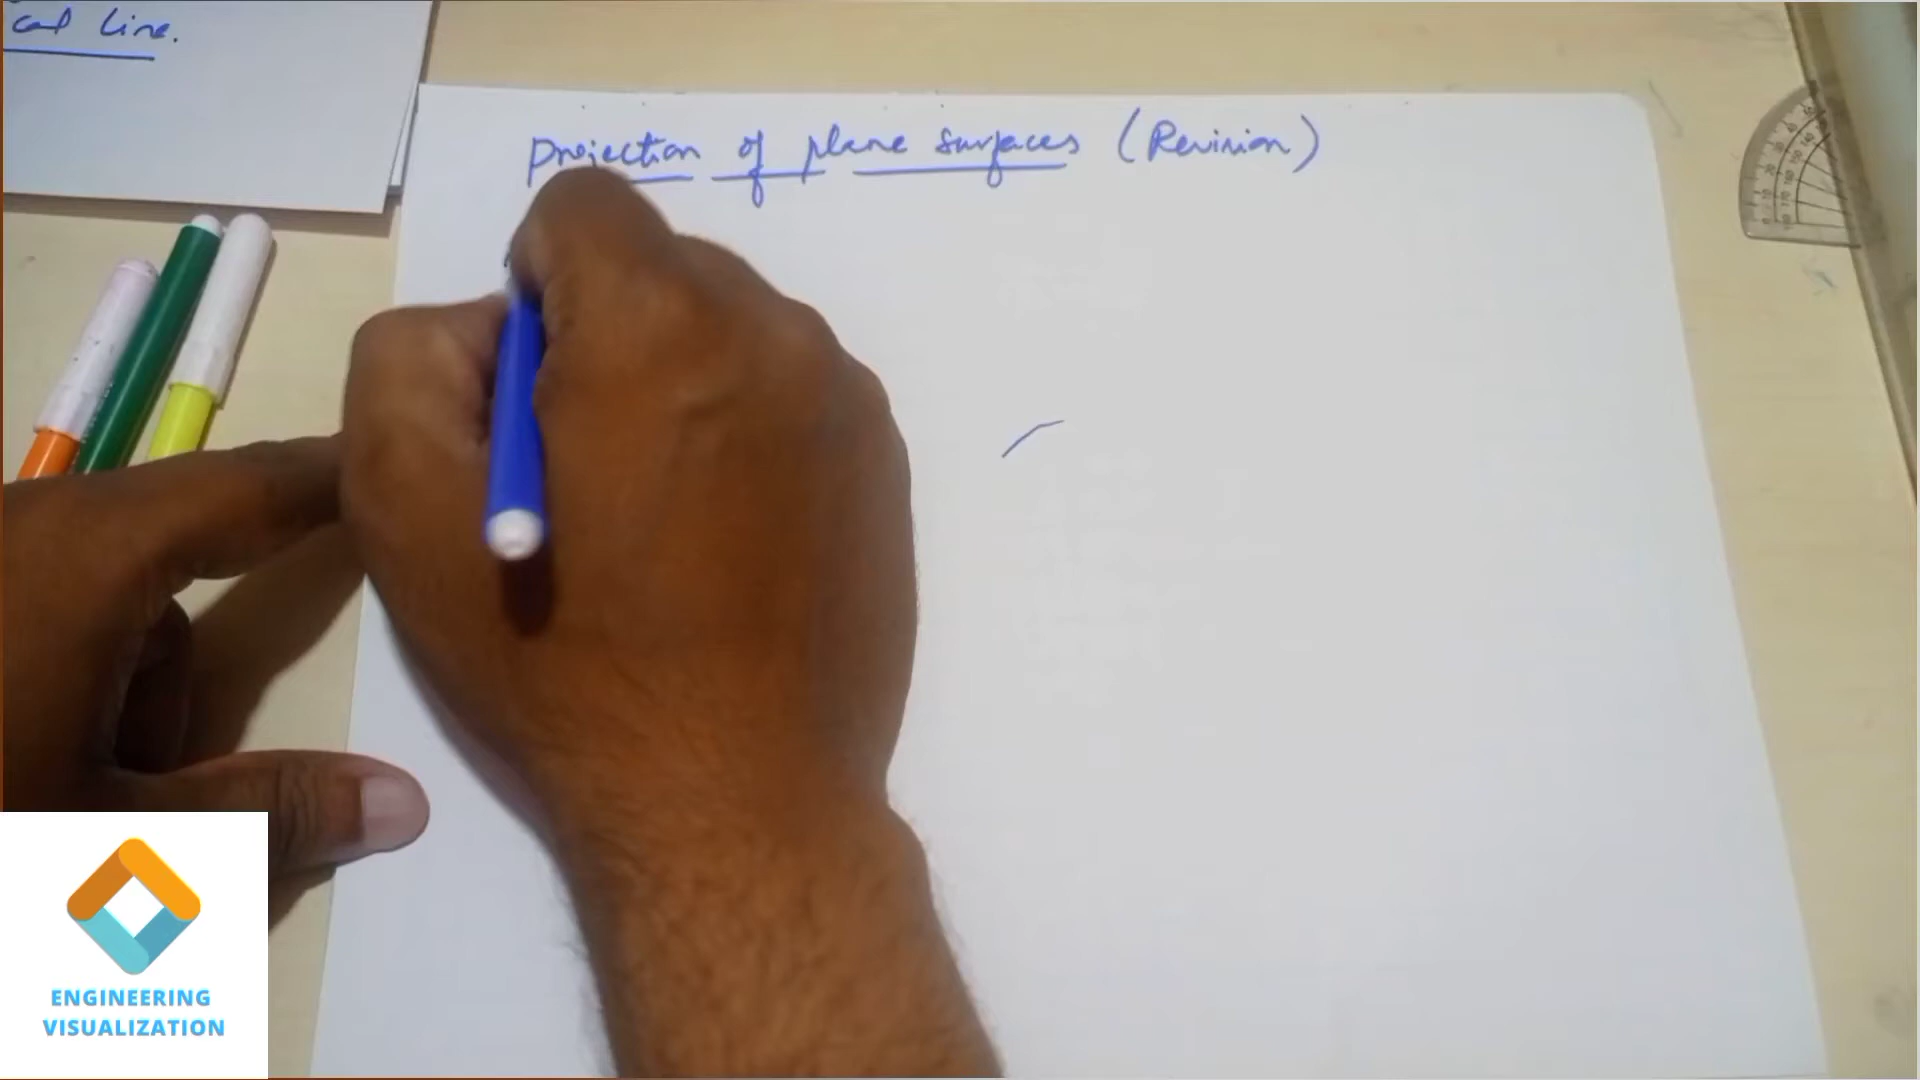 cal Line.
Projection of plane surfaces (Revision)
ENGINEERING
VISUALIZATION